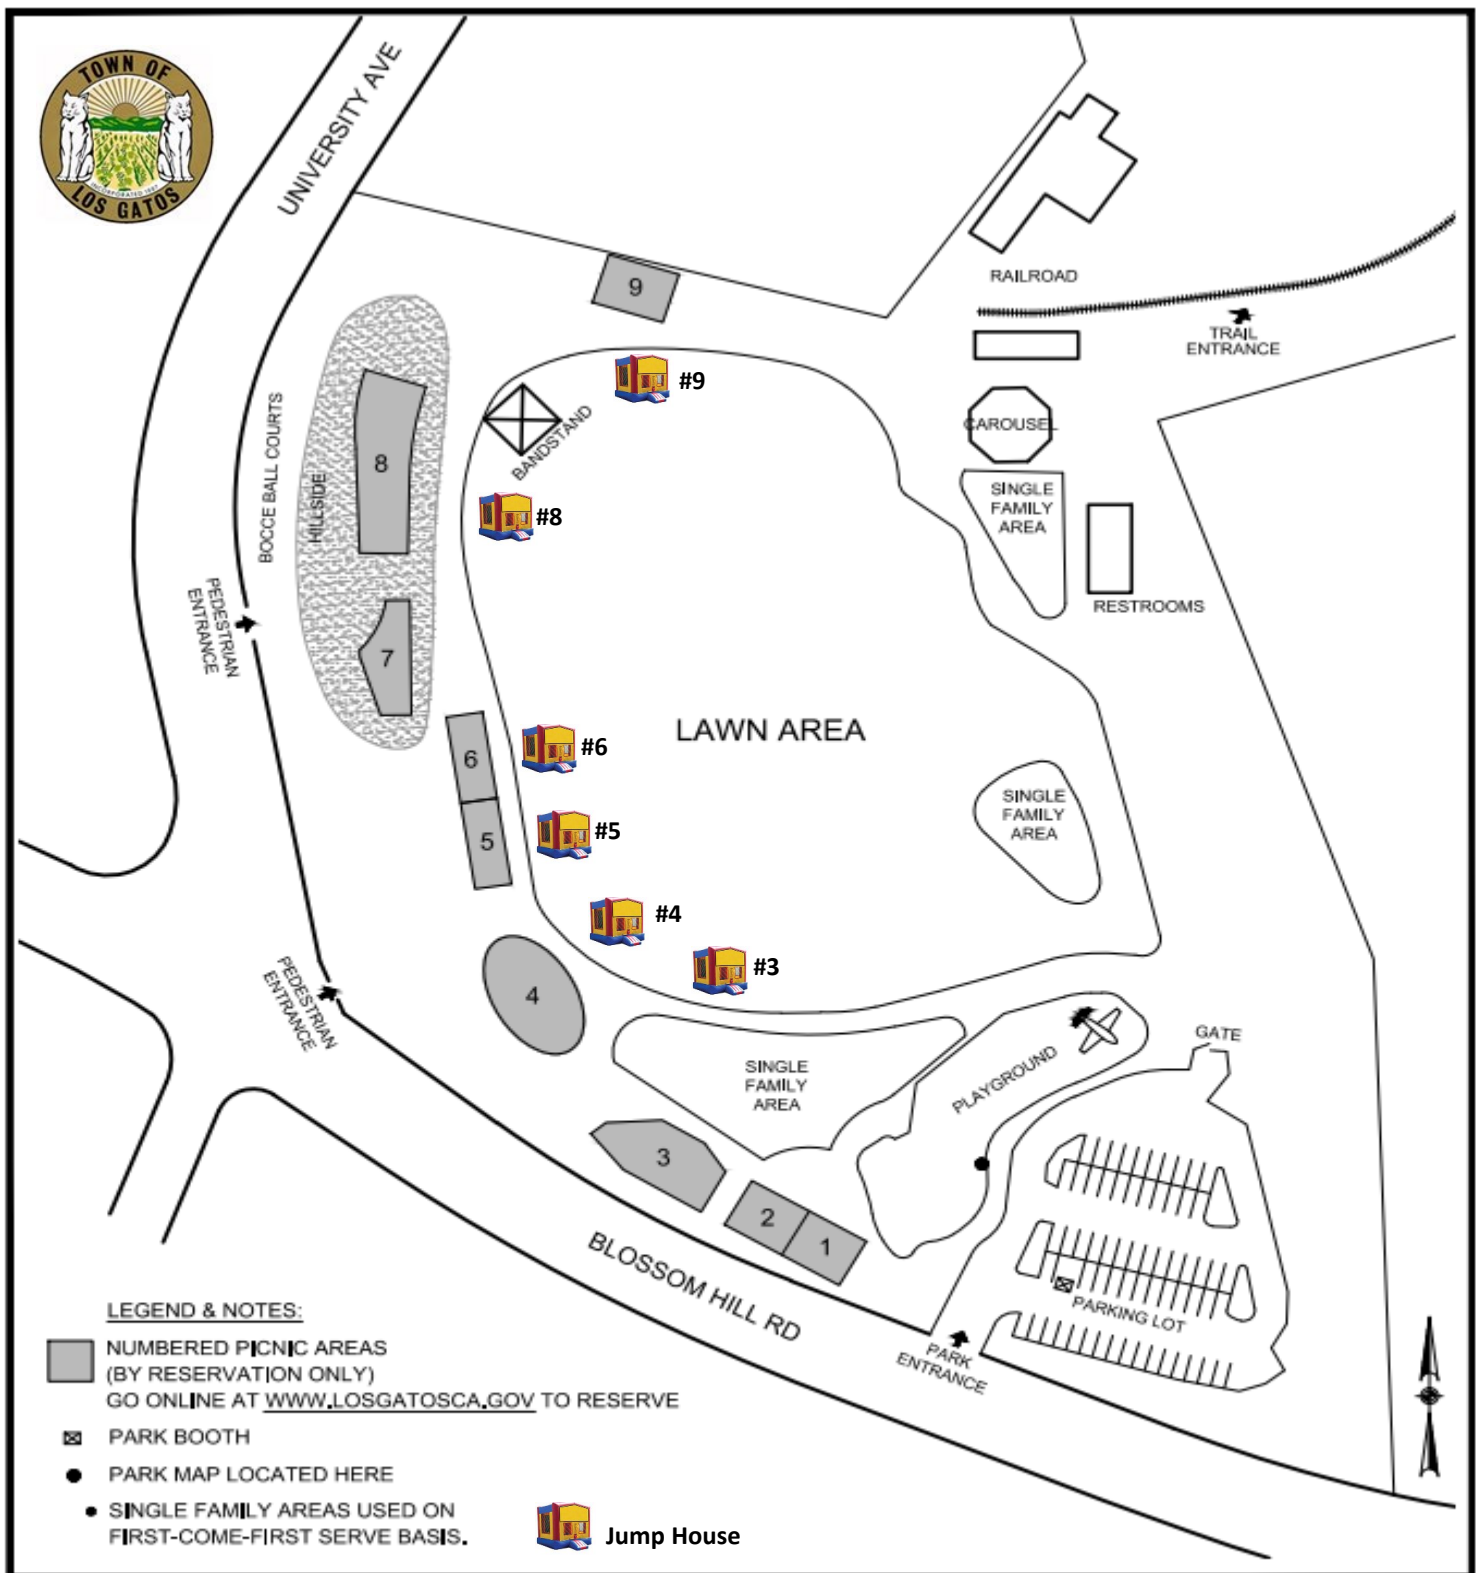 TOWN OF
INCORPORATED 1887
LOS GATOS
UNIVERSITY AVE
RAILROAD
9
TRAIL
ENTRANCE
#9
BOCCE BALL COURTS
HILLSIDE
8
BANDSTAND
CAROUSEL
SINGLE
FAMILY
AREA
#8
RESTROOMS
PEDESTRIAN
ENTRANCE
7
LAWN AREA
6
#6
5
#5
SINGLE
FAMILY
AREA
#4
#3
4
PEDESTRIAN
ENTRANCE
SINGLE
FAMILY
AREA
PLAYGROUND
GATE
3
2
1
BLOSSOM HILL RD
PARKING LOT
PARK
ENTRANCE
LEGEND & NOTES:
NUMBERED PICNIC AREAS
(BY RESERVATION ONLY)
GO ONLINE AT WWW.LOSGATOSCA.GOV TO RESERVE
PARK BOOTH
PARK MAP LOCATED HERE
SINGLE FAMILY AREAS USED ON
FIRST-COME-FIRST SERVE BASIS.
Jump House